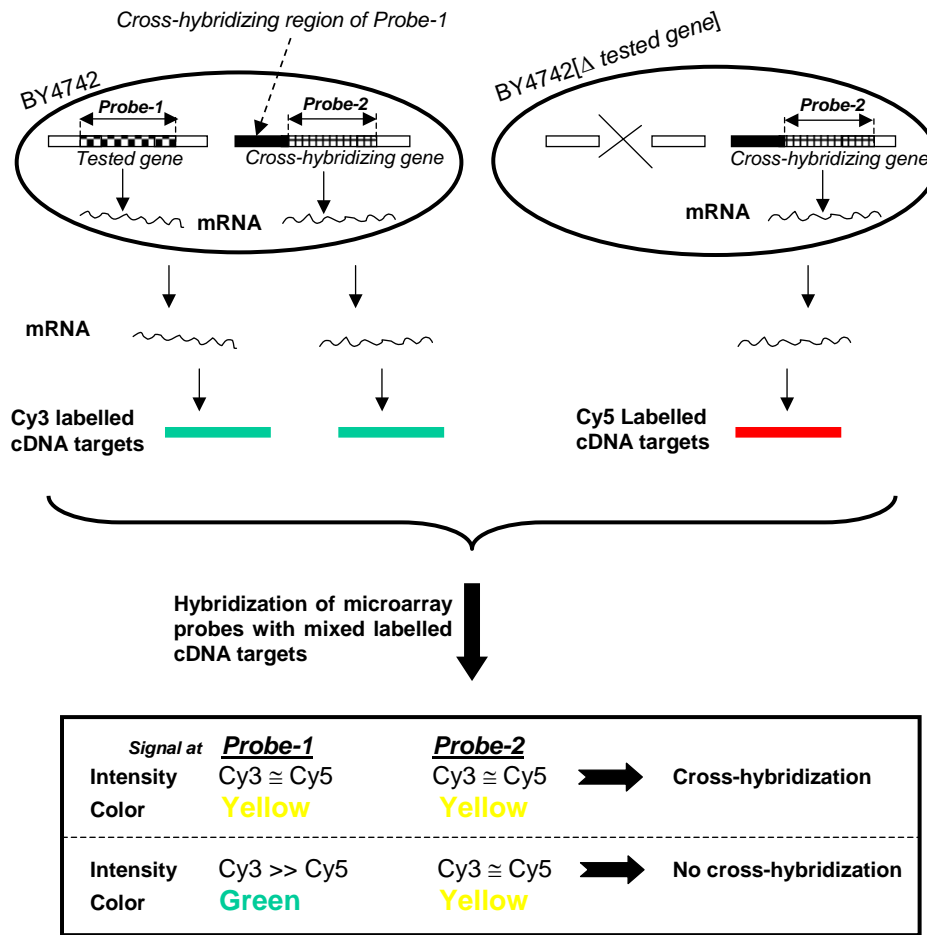 Cross-hybridizing region of Probe-1
BY4742
Probe-1
Probe-2
Tested gene
Cross-hybridizing gene
mRNA
BY4742[Δ tested gene]
Probe-2
Cross-hybridizing gene
mRNA
mRNA
Cy3 labelled
cDNA targets
Cy5 Labelled
cDNA targets
Hybridization of microarray
probes with mixed labelled
cDNA targets
Signal at Probe-1 Probe-2
Intensity Cy3 ≅ Cy5 Cy3 ≅ Cy5 Cross-hybridization
Color Yellow Yellow
Intensity Cy3 >> Cy5 Cy3 ≅ Cy5 No cross-hybridization
Color Green Yellow